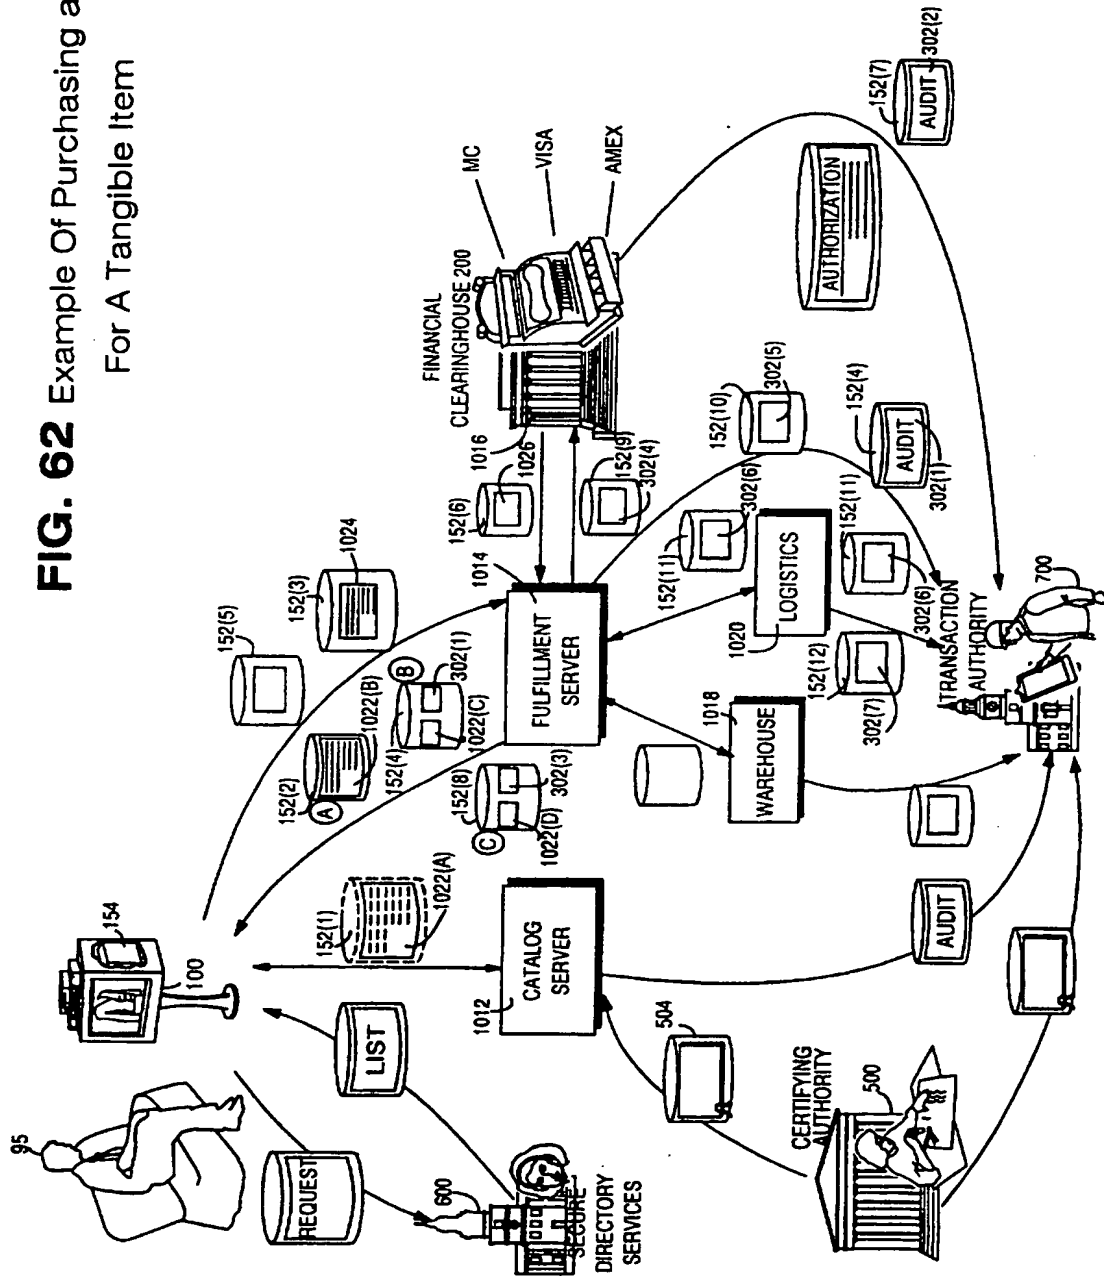 FIG. 62 Example Of Purchasing a
For A Tangible Item
95
154
100
REQUEST
LIST
600
SECURE
DIRECTORY
SERVICES
152(1)
1022(A)
1012
CATALOG
SERVER
504
CERTIFYING
AUTHORITY
500
152(5)
152(3)
1024
152(2)
A
1022(B)
152(4)
B
302(1)
1022(C)
152(8)
C
302(3)
1022(D)
1014
FULFILLMENT
SERVER
152(6)
1026
1016
FINANCIAL
CLEARINGHOUSE 200
MC
VISA
AMEX
152(9)
302(4)
152(10)
302(5)
152(11)
302(6)
LOGISTICS
1020
WAREHOUSE
1018
152(12)
302(7)
152(11)
302(6)
152(4)
AUDIT
302(1)
AUTHORIZATION
152(7)
AUDIT
302(2)
TRANSACTION
AUTHORITY
700
AUDIT